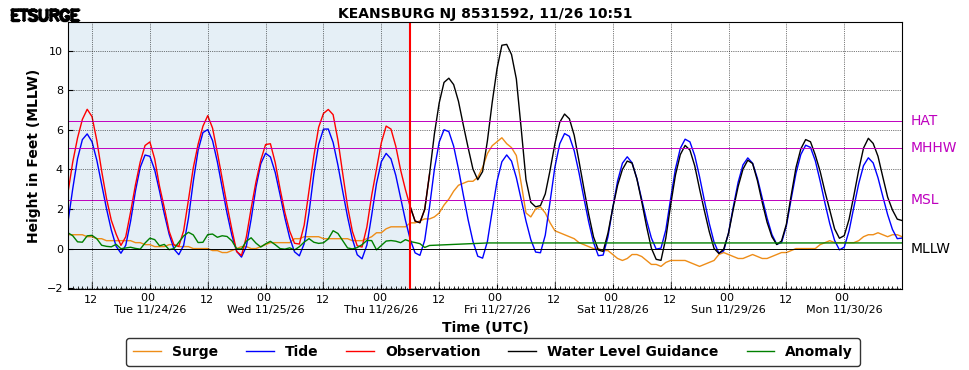 ETSURGE
KEANSBURG NJ 8531592, 11/26 10:51
Height in Feet (MLLW)
10
8
6
4
2
0
−2
HAT
MHHW
MSL
MLLW
12 00 12 00 12 00 12 00 12 00 12 00 12 00
Tue 11/24/26 Wed 11/25/26 Thu 11/26/26 Fri 11/27/26 Sat 11/28/26 Sun 11/29/26 Mon 11/30/26
Time (UTC)
Surge Tide Observation Water Level Guidance Anomaly